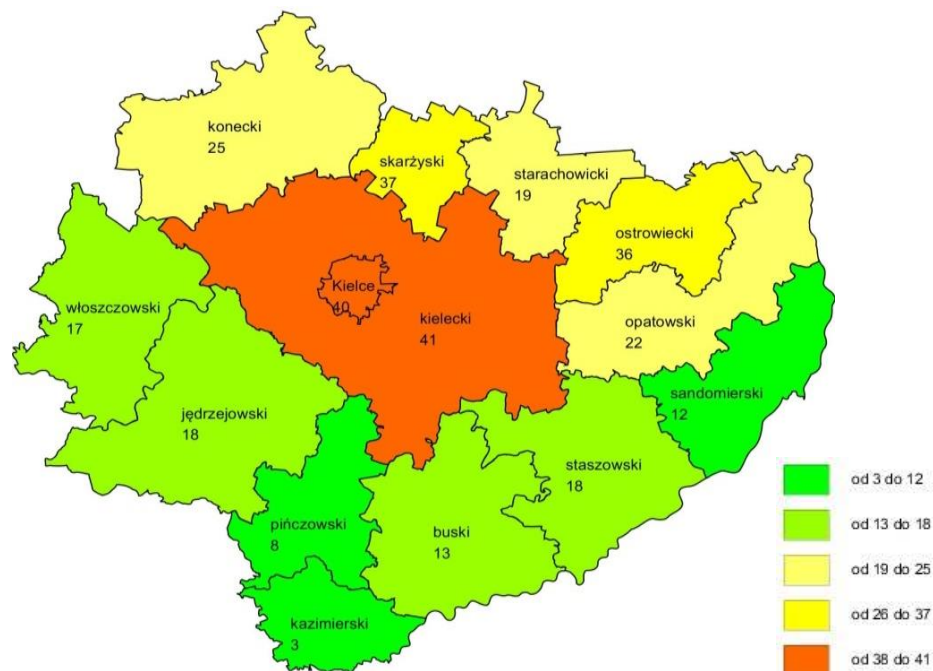 konecki
25
skarżyski
37
starachowicki
19
ostrowiecki
36
Kielce
40
włoszczowski
17
kielecki
41
opatowski
22
jędrzejowski
18
sandomierski
12
staszowski
18
pińczowski
8
buski
13
kazimierski
3
od 3 do 12
od 13 do 18
od 19 do 25
od 26 do 37
od 38 do 41